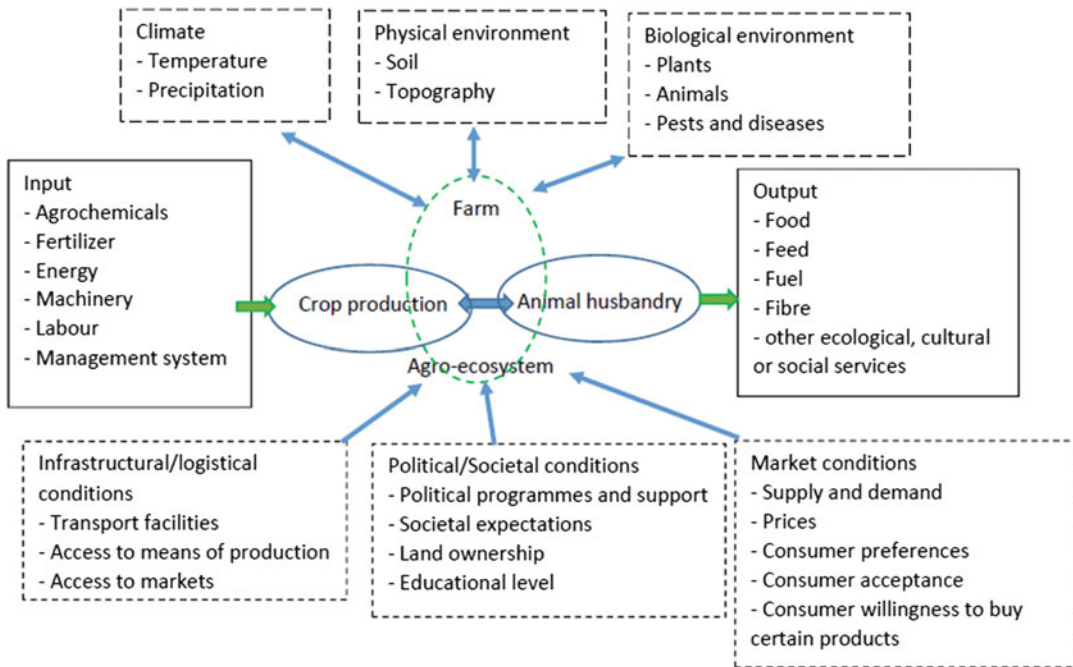 Climate
- Temperature
- Precipitation
Physical environment
- Soil
- Topography
Biological environment
- Plants
- Animals
- Pests and diseases
Input
- Agrochemicals
- Fertilizer
- Energy
- Machinery
- Labour
- Management system
Farm
Crop production
Animal husbandry
Agro-ecosystem
Output
- Food
- Feed
- Fuel
- Fibre
- other ecological, cultural
or social services
Infrastructural/logistical
conditions
- Transport facilities
- Access to means of production
- Access to markets
Political/Societal conditions
- Political programmes and support
- Societal expectations
- Land ownership
- Educational level
Market conditions
- Supply and demand
- Prices
- Consumer preferences
- Consumer acceptance
- Consumer willingness to buy
certain products